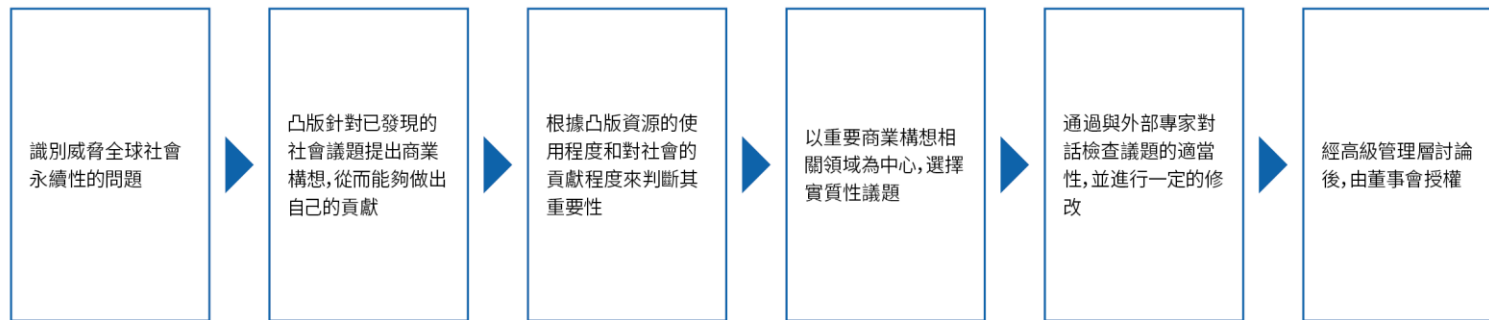 識別威脅全球社會
永續性的問題
凸版針對已發現的
社會議題提出商業
構想,從而能夠做出
自己的貢獻
根據凸版資源的使
用程度和對社會的
貢獻程度來判斷其
重要性
以重要商業構想相
關領域為中心,選擇
實質性議題
通過與外部專家對
話檢查議題的適當
性,並進行一定的修
改
經高級管理層討論
後,由董事會授權